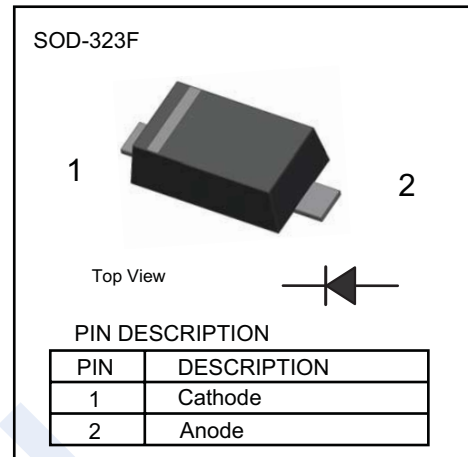 SOD-323F
1
2
Top View
PIN DESCRIPTION
PIN DESCRIPTION
1 Cathode
2 Anode